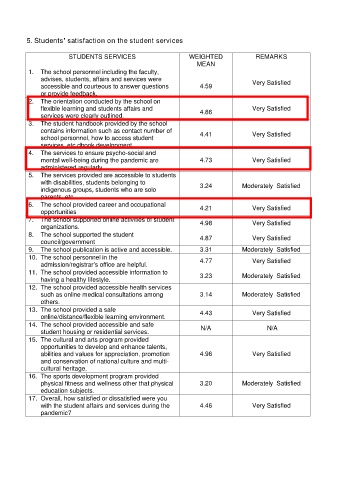 5. Students' satisfaction on the student services
STUDENTS SERVICES WEIGHTED MEAN REMARKS
1. The school personnel including the faculty,
advises, students, affairs and services were
accessible and courteous to answer questions
or provide feedback. 4.59 Very Satisfied
2. The orientation conducted by the school on
flexible learning and students affairs and
services were clearly outlined. 4.86 Very Satisfied
3. The student handbook provided by the school
contains information such as contact number of
school personnel, how to access student
services, etc.dbook development. 4.41 Very Satisfied
4. The services to ensure psycho-social and
mental well-being during the pandemic are
administered regularly. 4.73 Very Satisfied
5. The services provided are accessible to students
with disabilities, students belonging to
indigenous groups, students who are solo
parents, etc. 3.24 Moderately Satisfied
6. The school provided career and occupational
opportunities 4.21 Very Satisfied
7. The school supported online activities of student
organizations. 4.98 Very Satisfied
8. The school supported the student
council/government 4.87 Very Satisfied
9. The school publication is active and accessible. 3.31 Moderately Satisfied
10. The school personnel in the
admission/registrar's office are helpful. 4.77 Very Satisfied
11. The school provided accessible information to
having a healthy lifestyle. 3.23 Moderately Satisfied
12. The school provided accessible health services
such as online medical consultations among
others. 3.14 Moderately Satisfied
13. The school provided a safe
online/distance/flexible learning environment. 4.43 Very Satisfied
14. The school provided accessible and safe
student housing or residential services. N/A N/A
15. The cultural and arts program provided
opportunities to develop and enhance talents,
abilities and values for appreciation, promotion
and conservation of national culture and multi-
cultural heritage. 4.96 Very Satisfied
16. The sports development program provided
physical fitness and wellness other that physical
education subjects. 3.20 Moderately Satisfied
17. Overall, how satisfied or dissatisfied were you
with the student affairs and services during the
pandemic? 4.46 Very Satisfied